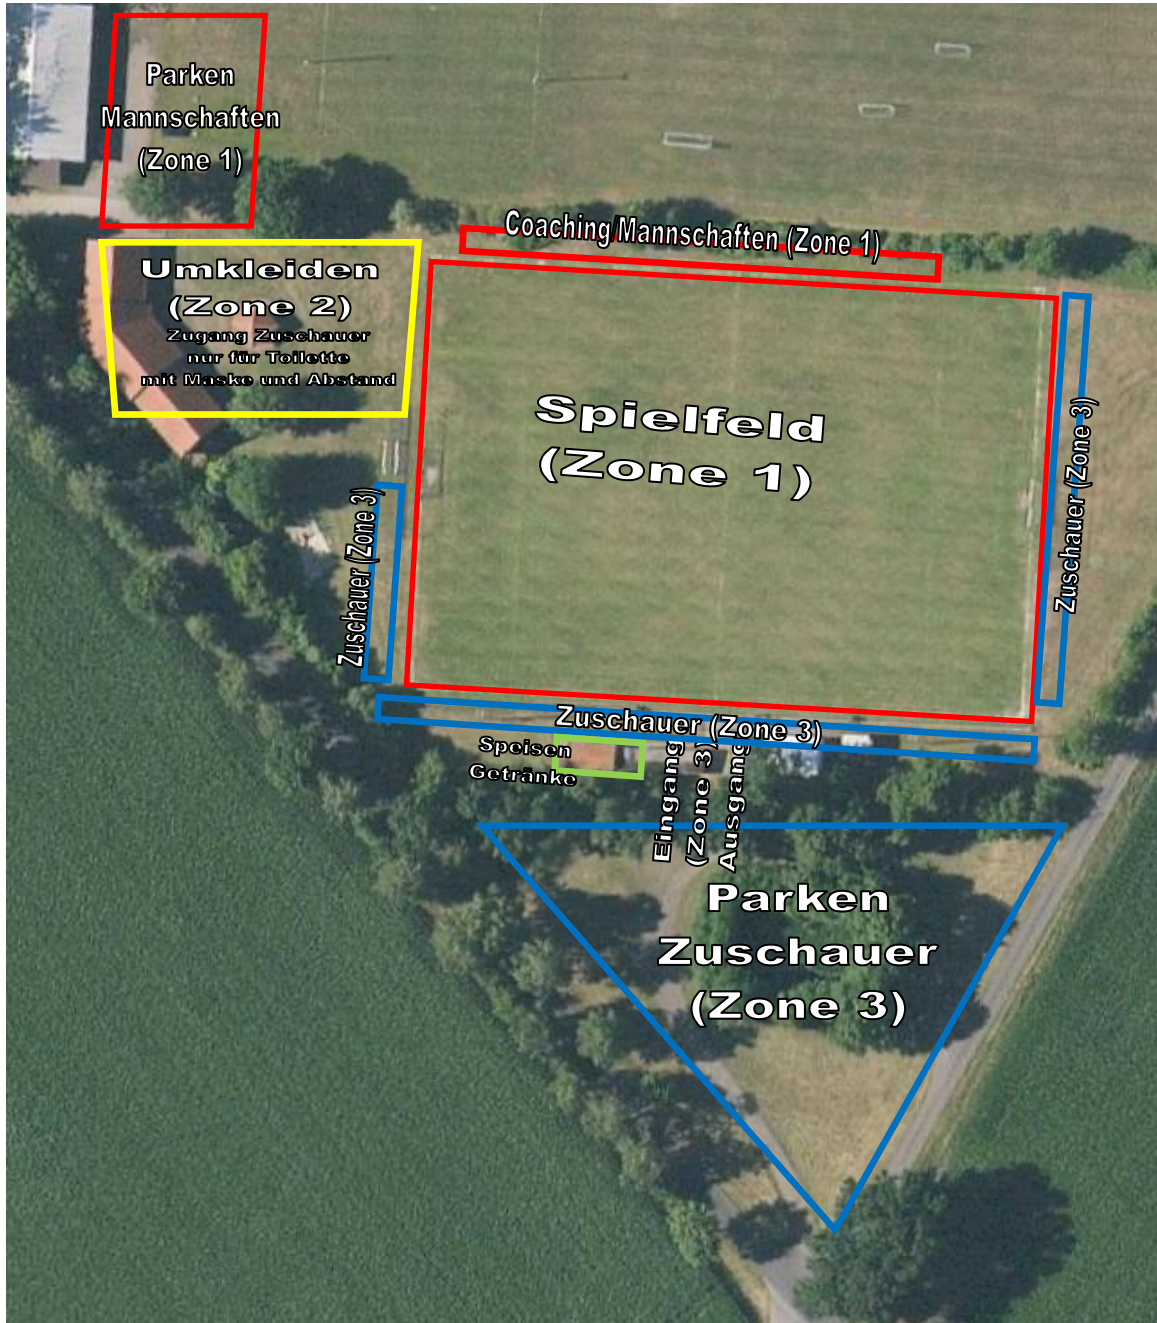 Parken
Mannschaften
(Zone 1)
Coaching/Mannschaften (Zone 1)
Umkleiden
(Zone 2)
Zugang Zuschauer
nur für Toilette
mit Maske und Abstand
Spielfeld
(Zone 1)
Zuschauer (Zone 3)
Zuschauer (Zone 3)
Zuschauer (Zone 3)
Speisen
Getränke
Eingang
(Zone 3)
Ausgang
Parken
Zuschauer
(Zone 3)